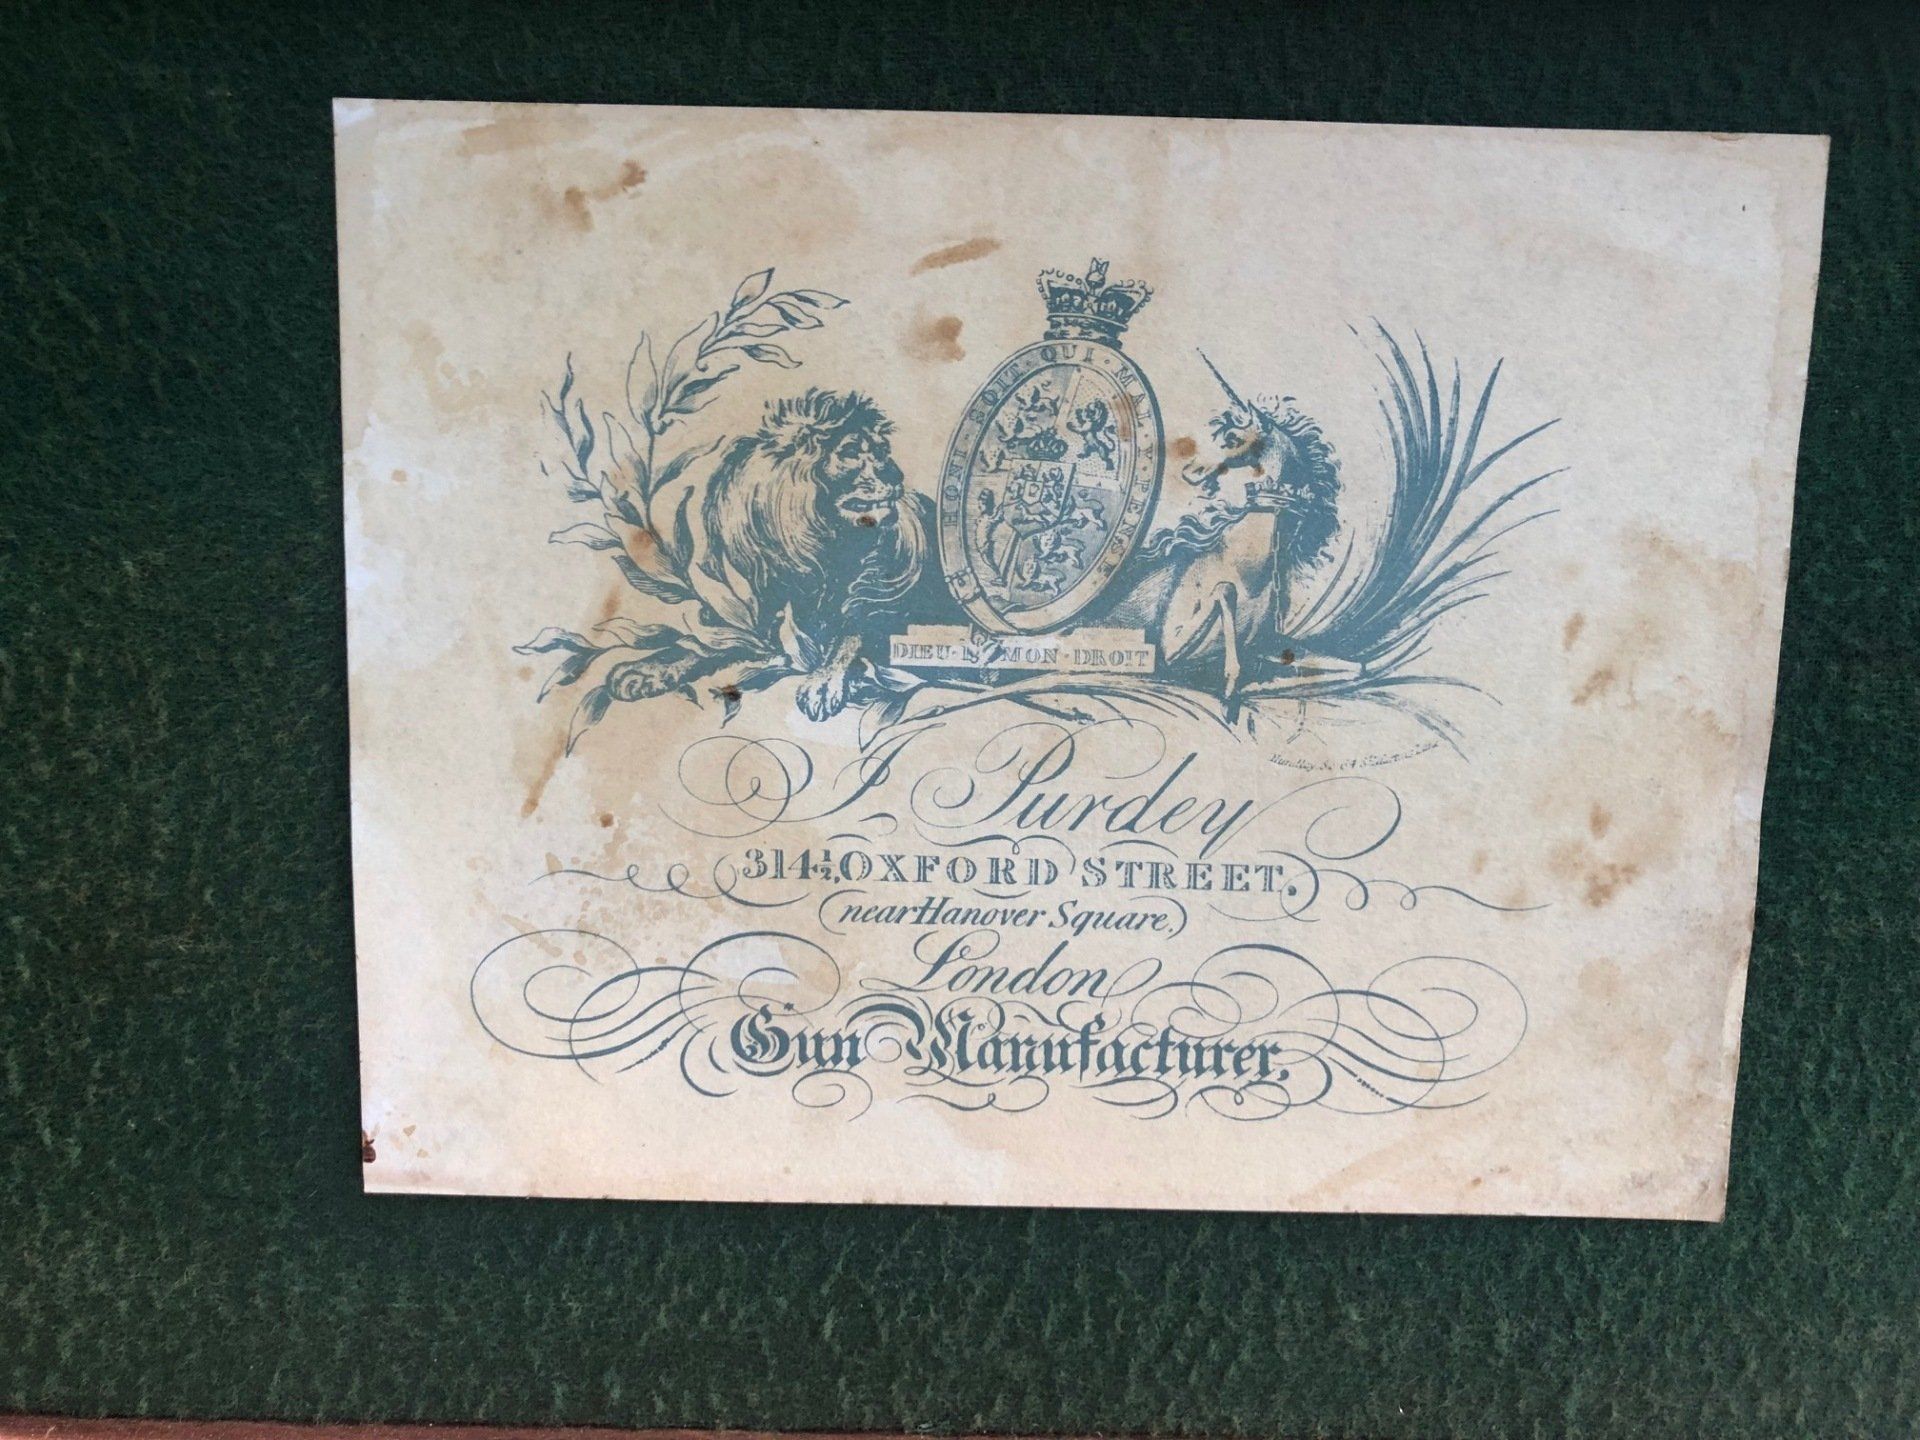 HONI · SOIT · QUI · MAL · Y · PENSE
DIEU · ET MON · DROIT
J Purdey
314½, OXFORD STREET,
(near Hanover Square,)
London
Gun Manufacturer,